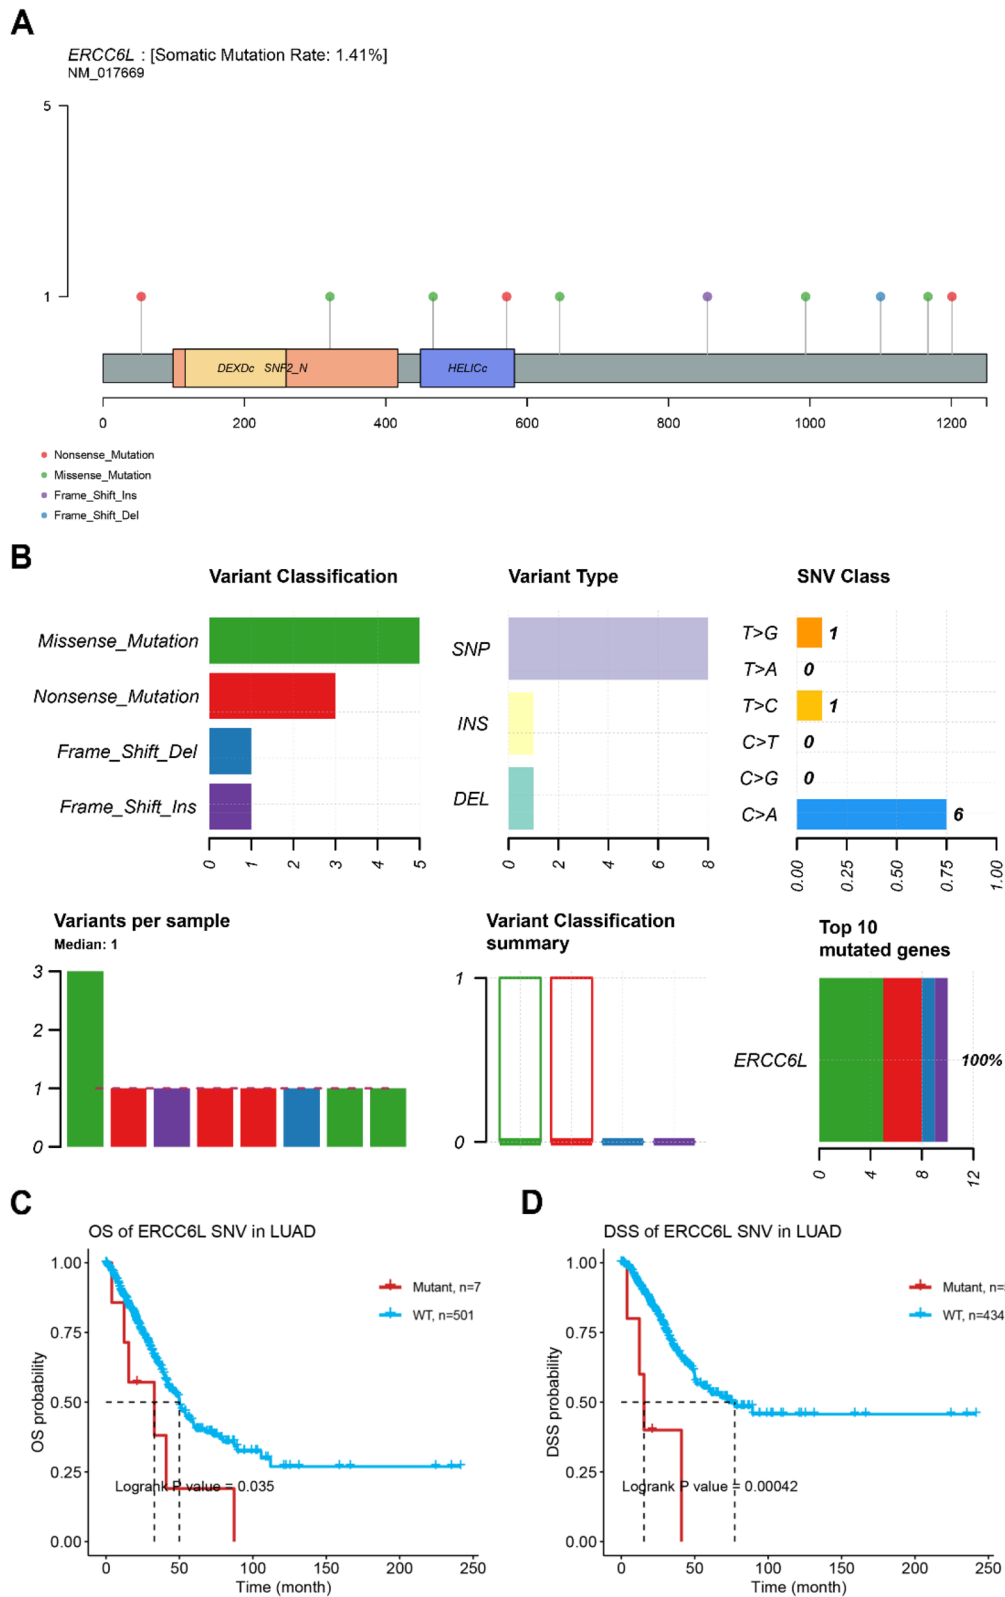 A
ERCC6L : [Somatic Mutation Rate: 1.41%]
NM_017669
5
1
DEXDc SNF2_N HELICc
0 200 400 600 800 1000 1200
Nonsense_Mutation
Missense_Mutation
Frame_Shift_Ins
Frame_Shift_Del
B
Variant Classification
Missense_Mutation
Nonsense_Mutation
Frame_Shift_Del
Frame_Shift_Ins
0 1 2 3 4 5
Variant Type
SNP
INS
DEL
0 2 4 6 8
SNV Class
T>G 1
T>A 0
T>C 1
C>T 0
C>G 0
C>A 6
0.00 0.25 0.50 0.75 1.00
Variants per sample
Median: 1
3
2
1
0
Variant Classification
summary
1
0
Top 10
mutated genes
ERCC6L 100%
0 4 8 12
C
OS of ERCC6L SNV in LUAD
OS probability
1.00
0.75
0.50
0.25
0.00
Mutant, n=7
WT, n=501
Logrank P value = 0.035
0 50 100 150 200 250
Time (month)
D
DSS of ERCC6L SNV in LUAD
DSS probability
1.00
0.75
0.50
0.25
0.00
Mutant, n=
WT, n=434
Logrank P value = 0.00042
0 50 100 150 200 250
Time (month)